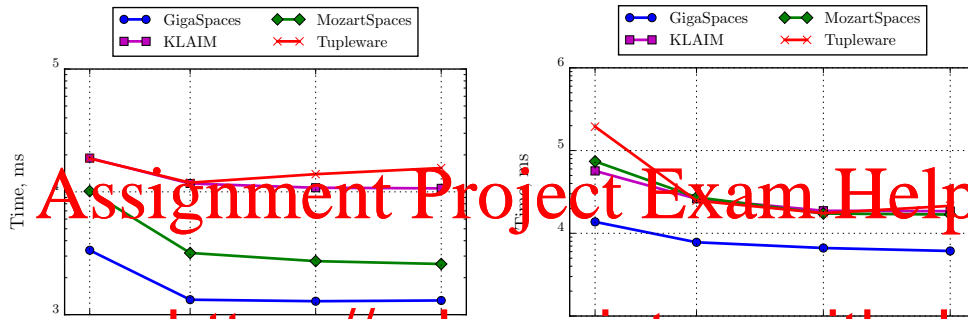 GigaSpaces MozartSpaces
KLAIM Tupleware
GigaSpaces MozartSpaces
KLAIM Tupleware
5
3
Time, ms
6
5
4
Time, ms
Assignment Project Exam Help